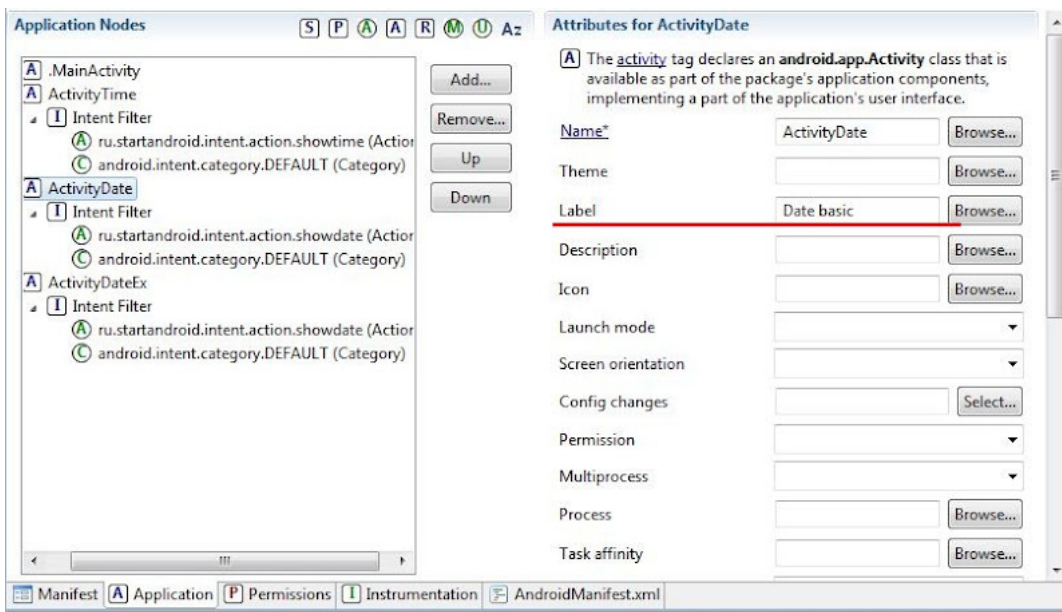 Application Nodes
S P A A R M U Az
A .MainActivity
A ActivityTime
I Intent Filter
A ru.startandroid.intent.action.showtime (Action
C android.intent.category.DEFAULT (Category)
A ActivityDate
I Intent Filter
A ru.startandroid.intent.action.showdate (Action
C android.intent.category.DEFAULT (Category)
A ActivityDateEx
I Intent Filter
A ru.startandroid.intent.action.showdate (Action
C android.intent.category.DEFAULT (Category)
Add...
Remove...
Up
Down
Attributes for ActivityDate
A The activity tag declares an android.app.Activity class that is
available as part of the package's application components,
implementing a part of the application's user interface.
Name* ActivityDate Browse...
Theme Browse...
Label Date basic Browse...
Description Browse...
Icon Browse...
Launch mode
Screen orientation
Config changes Select...
Permission
Multiprocess
Process Browse...
Task affinity Browse...
Manifest A Application P Permissions I Instrumentation F AndroidManifest.xml